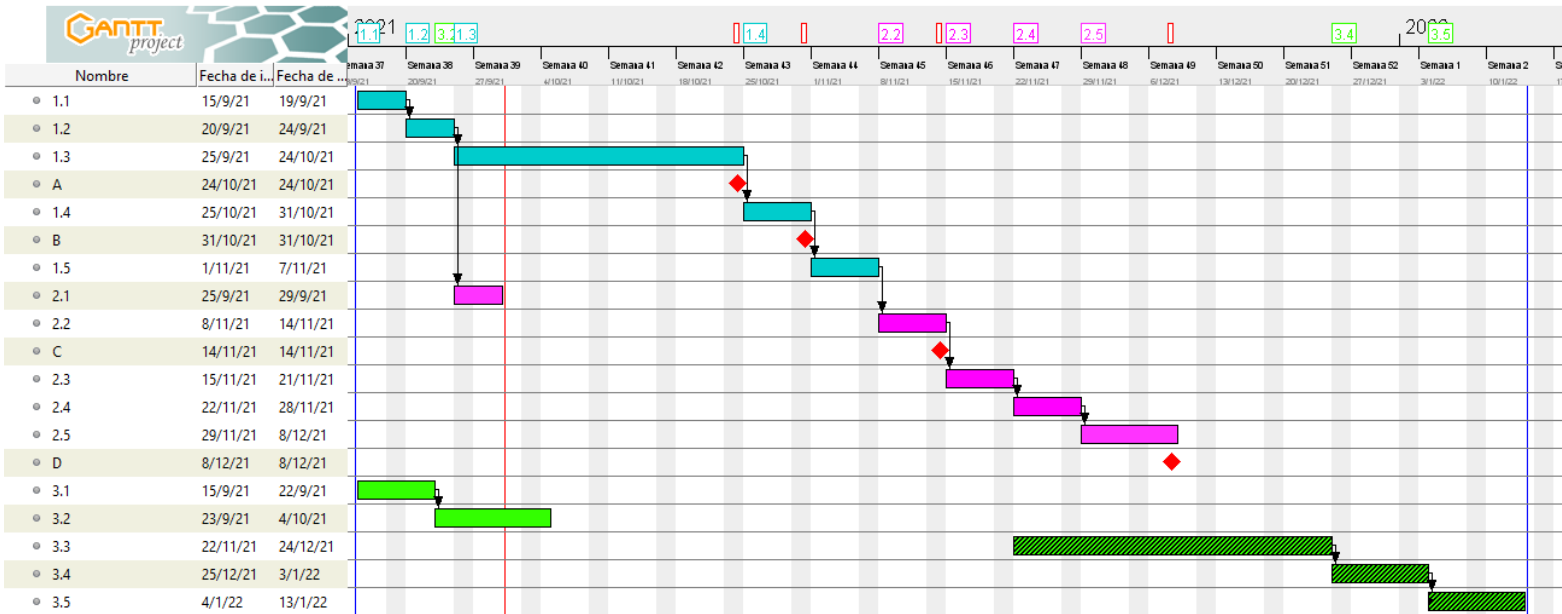 GANTT
project
2021
1.1 1.2 3.2 1.3 1.4 2.2 2.3 2.4 2.5 3.4 3.5
Nombre Fecha de i... Fecha de ...
Semana 38 Semana 39 Semana 40 Semana 41 Semana 42 Semana 43 Semana 44 Semana 45 Semana 46 Semana 47 Semana 48 Semana 49 Semana 50 Semana 51 Semana 52 Semana 1 Semana 2
20/9/21 27/9/21 4/10/21 11/10/21 18/10/21 25/10/21 1/11/21 8/11/21 15/11/21 22/11/21 29/11/21 6/12/21 13/12/21 20/12/21 27/12/21 3/1/22 10/1/22
1.1 15/9/21 19/9/21
1.2 20/9/21 24/9/21
1.3 25/9/21 24/10/21
A 24/10/21 24/10/21
1.4 25/10/21 31/10/21
B 31/10/21 31/10/21
1.5 1/11/21 7/11/21
2.1 25/9/21 29/9/21
2.2 8/11/21 14/11/21
C 14/11/21 14/11/21
2.3 15/11/21 21/11/21
2.4 22/11/21 28/11/21
2.5 29/11/21 8/12/21
D 8/12/21 8/12/21
3.1 15/9/21 22/9/21
3.2 23/9/21 4/10/21
3.3 22/11/21 24/12/21
3.4 25/12/21 3/1/22
3.5 4/1/22 13/1/22